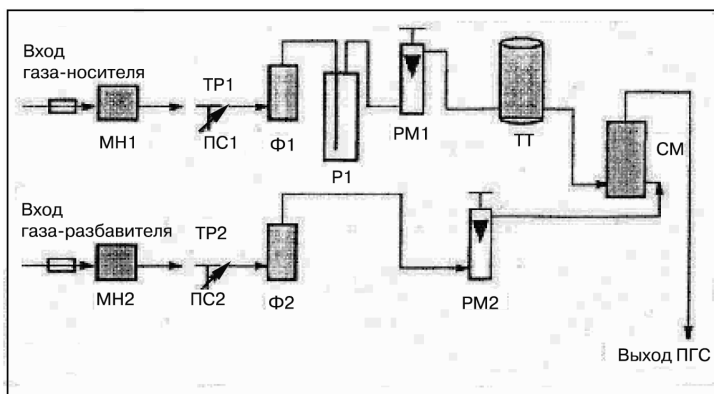 Вход
газа-носителя
МН1
ТР1
ПС1
Ф1
Р1
РМ1
ТТ
СМ
Вход
газа-разбавителя
МН2
ТР2
ПС2
Ф2
РМ2
Выход ПГС